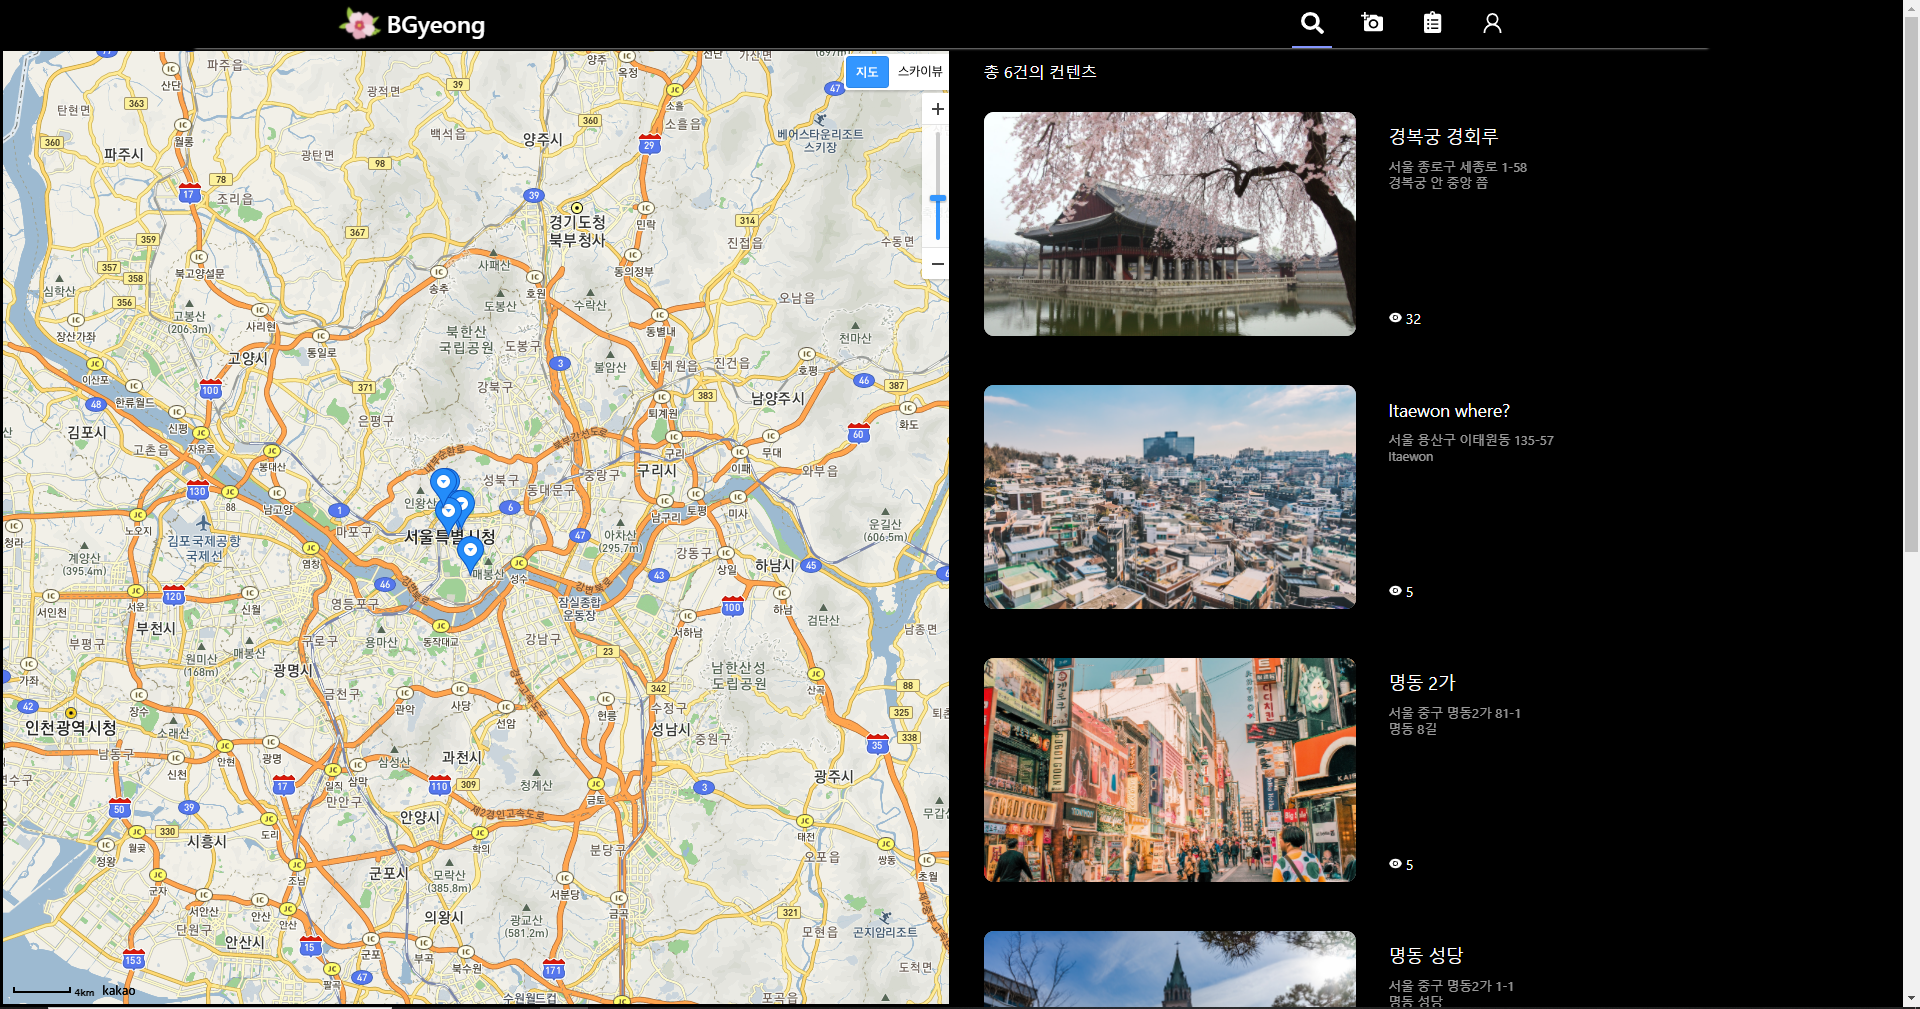 BGyeong
총 6건의 컨텐츠
지도
스카이뷰
경복궁 경회루
서울 종로구 세종로 1-58
경복궁 안 중앙 쯤
32
Itaewon where?
서울 용산구 이태원동 135-57
Itaewon
5
명동 2가
서울 중구 명동2가 81-1
명동 8길
5
명동 성당
서울 중구 명동2가 1-1
명동 성당
파주읍
산단
탄현면
363
360
월롱
파주시
광적면
39
백석읍
양주시
360
소흘
소흘읍
29
47
베어스타운리조트
스키장
광탄면
98
78
17
조리읍
39
경기도청
북부청사
민락
314
진접읍
수동면
359
367
357
358
356
북고양설문
심학산
사패산
송추
호원
동의정부
고봉산
(206.3m)
도봉산
수락산
오남읍
장산가좌
사리현
통일로
북한산
국립공원
도봉구
동별내
천마산
고양시
3
불암산
퇴계원읍
진건읍
호평
이산포
100
371
강북구
46
387
48
한류월드
383
남양주시
퇴계원
화도
김포시
신평
은평구
60
고촌읍
자유로
봉대산
구리
무대
구리시
이패
와부읍
130
88
남고양
인왕산
성북구
중랑구
동대문구
1
6
마포구
남구리
토평
미사
청라
노오지
김포국제공항
국제선
서울특별시청
47
아차산
(295.7m)
운길산
(606.5m)
계양산
(395.4m)
염창
강동구
상일
하남시
45
46
매봉산
성수
43
서인천
서운
120
신월
영등포구
잠실종합
운동장
100
하남
검단산
부천시
부평구
구로구
용마산
동작대교
강남구
서하남
남종면
원미산
(168m)
매봉산
23
남한산성
도립공원
가좌
광명시
금천구
342
산곡
88
42
장수
관악
사당
선암
헌릉
수정구
325
인천광역시청
소래산
성남시
중원구
338
35
남동구
안현
광명
신천
일직
삼막
삼성산
과천시
청계산
광주시
17
110
309
3
50
39
만안구
제2경인고속도로
금토
330
시흥시
도리
안양시
태전
월곶
정왕
학의
분당구
오포읍
쌍동
조남
군포시
모락산
(385.8m)
초월
군자
서안산
안산
안산
서분당
금곡
321
단원구
의왕시
광교산
(581.2m)
모현읍
곤지암리조트
안산시
15
군포
부곡
북수원
153
47
171
도척면
팔곡
수원월드컵
포곡읍
4km
kakao